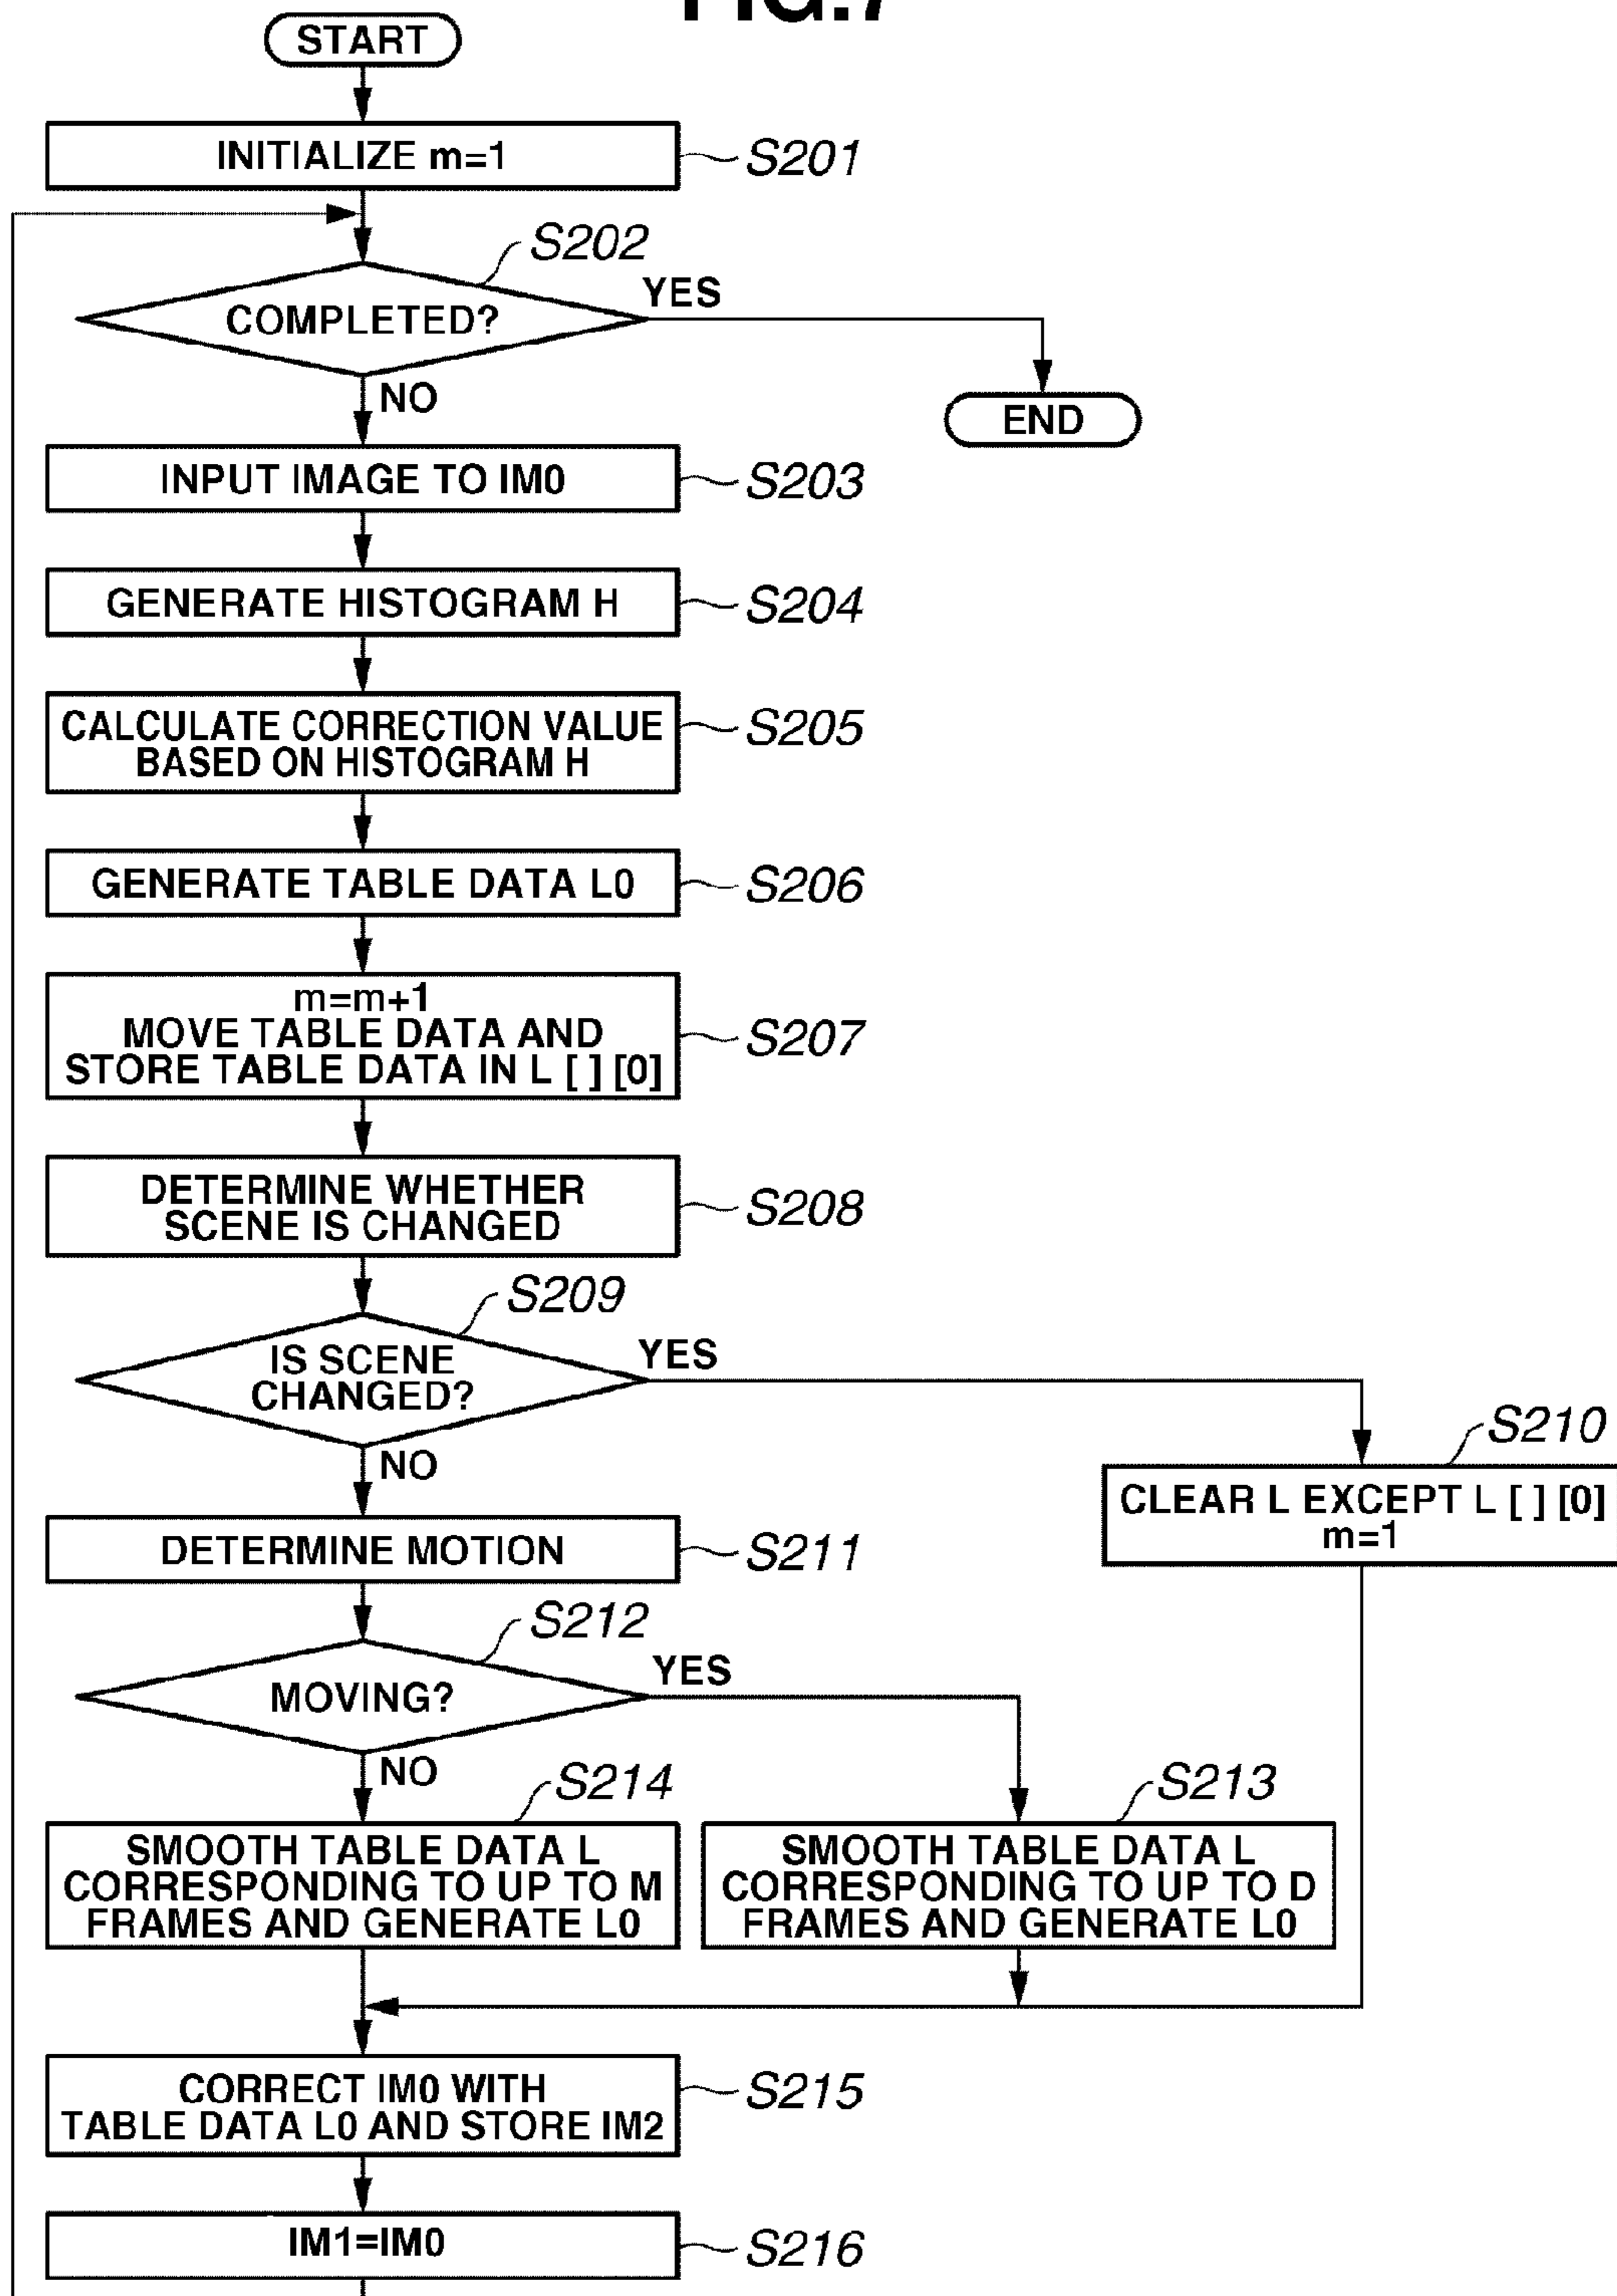 FIG.7
START
INITIALIZE m=1
S201
S202
COMPLETED?
YES
NO
END
INPUT IMAGE TO IM0
S203
GENERATE HISTOGRAM H
S204
CALCULATE CORRECTION VALUE
BASED ON HISTOGRAM H
S205
GENERATE TABLE DATA L0
S206
m=m+1
MOVE TABLE DATA AND
STORE TABLE DATA IN L [ ] [0]
S207
DETERMINE WHETHER
SCENE IS CHANGED
S208
S209
IS SCENE
CHANGED?
YES
NO
S210
CLEAR L EXCEPT L [ ] [0]
m=1
DETERMINE MOTION
S211
S212
MOVING?
YES
NO
S214
SMOOTH TABLE DATA L
CORRESPONDING TO UP TO M
FRAMES AND GENERATE L0
S213
SMOOTH TABLE DATA L
CORRESPONDING TO UP TO D
FRAMES AND GENERATE L0
CORRECT IM0 WITH
TABLE DATA L0 AND STORE IM2
S215
IM1=IM0
S216